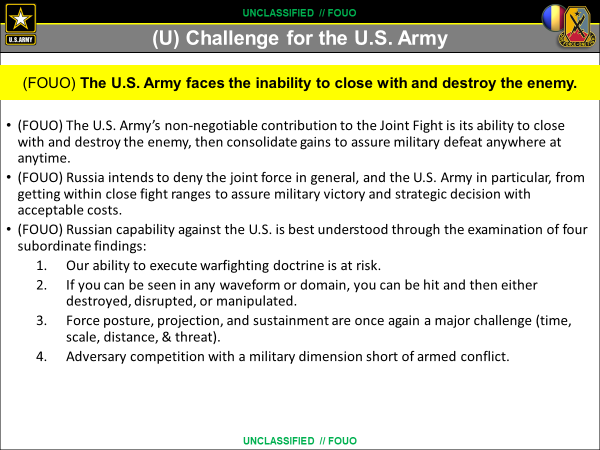 UNCLASSIFIED // FOUO
U.S.ARMY
(U) Challenge for the U.S. Army
(FOUO) The U.S. Army faces the inability to close with and destroy the enemy.
• (FOUO) The U.S. Army’s non-negotiable contribution to the Joint Fight is its ability to close
with and destroy the enemy, then consolidate gains to assure military defeat anywhere at
anytime.
• (FOUO) Russia intends to deny the joint force in general, and the U.S. Army in particular, from
getting within close fight ranges to assure military victory and strategic decision with
acceptable costs.
• (FOUO) Russian capability against the U.S. is best understood through the examination of four
subordinate findings:
1. Our ability to execute warfighting doctrine is at risk.
2. If you can be seen in any waveform or domain, you can be hit and then either
destroyed, disrupted, or manipulated.
3. Force posture, projection, and sustainment are once again a major challenge (time,
scale, distance, & threat).
4. Adversary competition with a military dimension short of armed conflict.
UNCLASSIFIED // FOUO